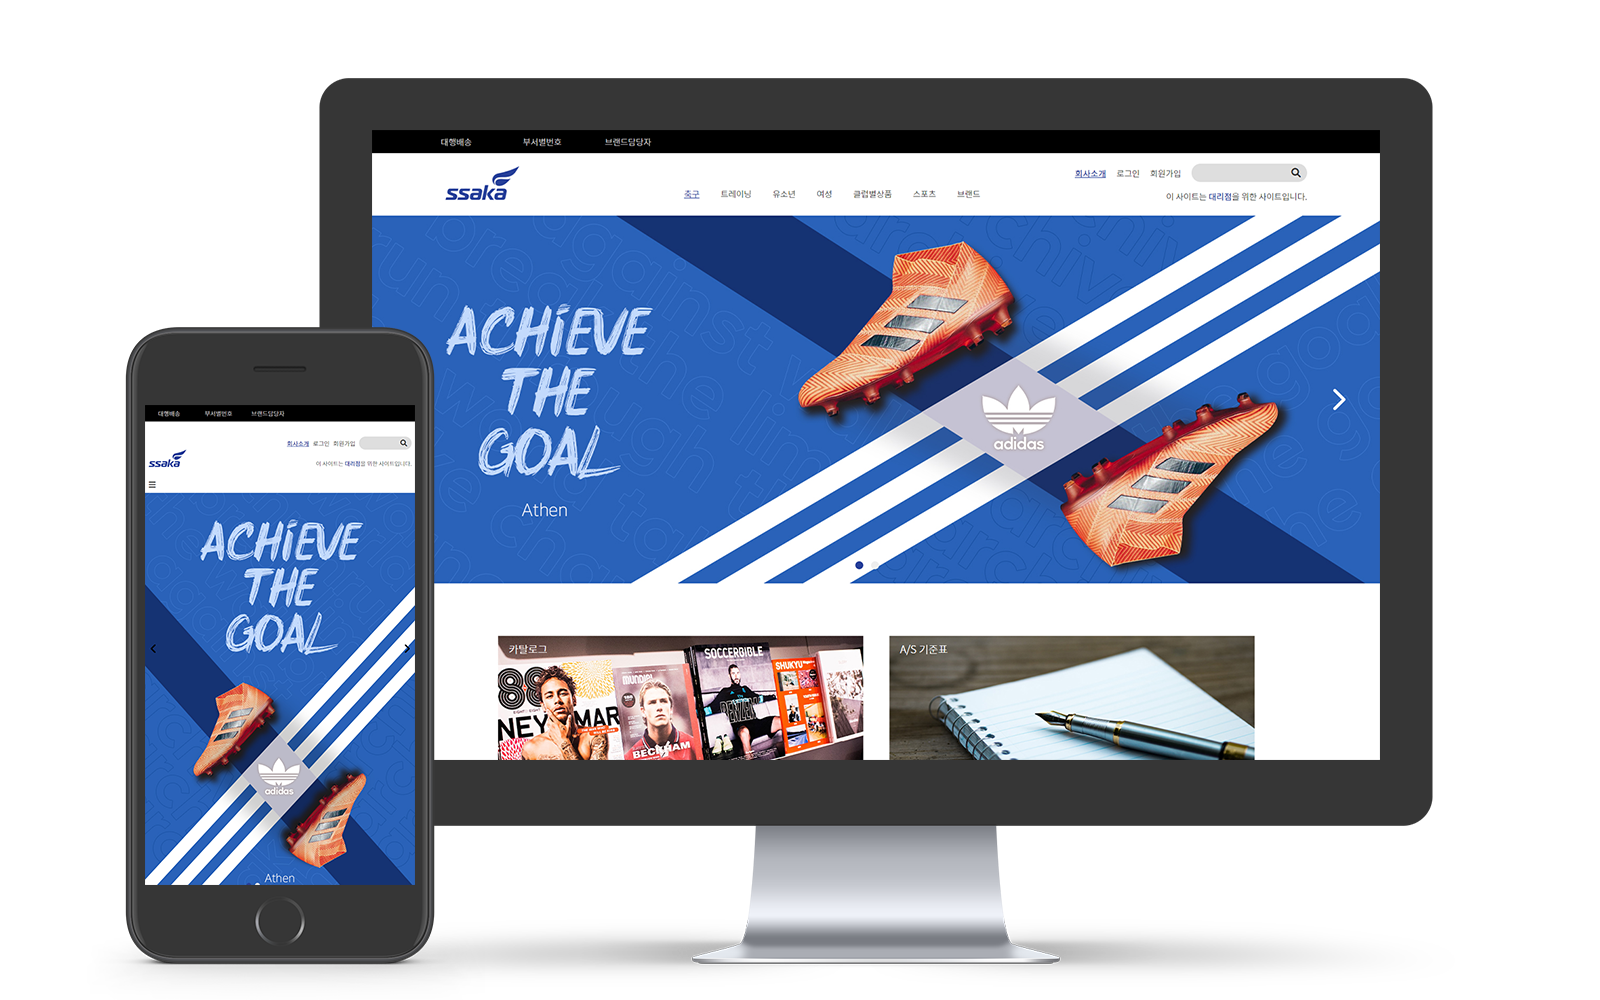 대행배송 부서별번호 브랜드담당자
ssaka
축구 트레이닝 유소년 여성 클럽별상품 스포츠 브랜드
회사소개 로그인 회원가입
이 사이트는 대리점을 위한 사이트입니다.
ACHiEVE
THE
GOAL
Athen
adidas
카탈로그
88
NEYMAR
MUNDIAL
BECKHAM
SOCCERBIBLE
BENZEMA
SHUKYU
A/S 기준표
대행배송 부서별번호 브랜드담당자
회사소개 로그인 회원가입
ssaka
이 사이트는 대리점을 위한 사이트입니다.
ACHiEVE
THE
GOAL
adidas
Athen